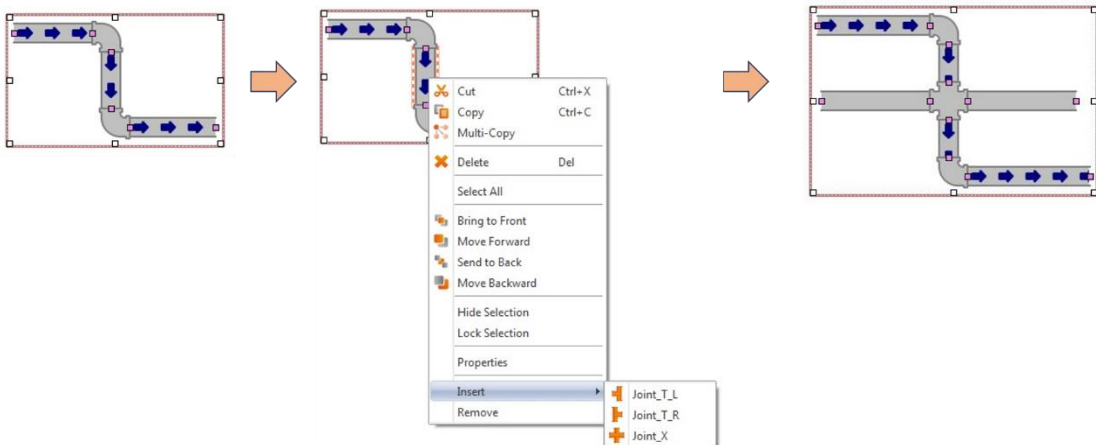 Cut Ctrl+X
Copy Ctrl+C
Multi-Copy
Delete Del
Select All
Bring to Front
Move Forward
Send to Back
Move Backward
Hide Selection
Lock Selection
Properties
Insert
Joint_T_L
Remove
Joint_T_R
Joint_X